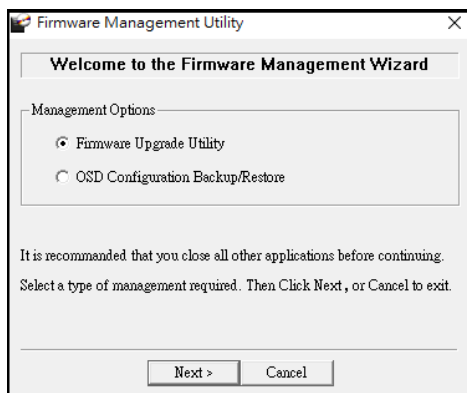 Firmware Management Utility
Welcome to the Firmware Management Wizard
Management Options
Firmware Upgrade Utility
OSD Configuration Backup/Restore
It is recommanded that you close all other applications before continuing.
Select a type of management required. Then Click Next, or Cancel to exit.
Next >
Cancel